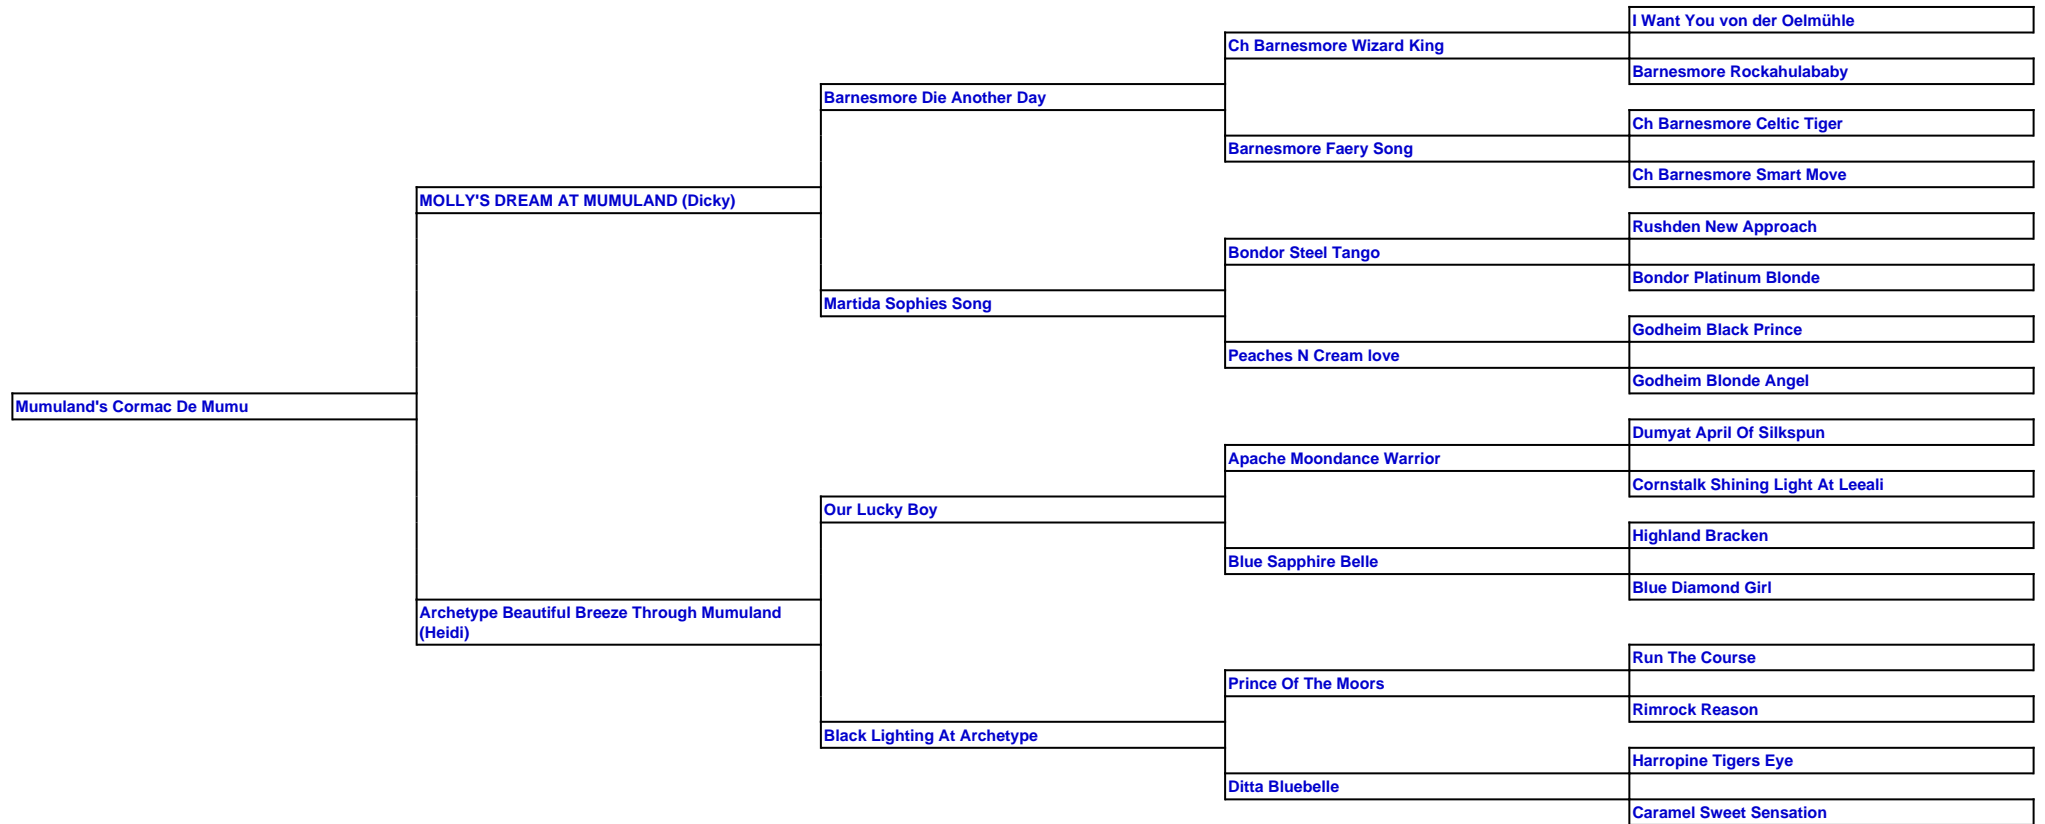 I Want You von der Oelmühle
Ch Barnesmore Wizard King
Barnesmore Rockahulababy
Barnesmore Die Another Day
Ch Barnesmore Celtic Tiger
Barnesmore Faery Song
Ch Barnesmore Smart Move
MOLLY'S DREAM AT MUMULAND (Dicky)
Rushden New Approach
Bondor Steel Tango
Bondor Platinum Blonde
Martida Sophies Song
Godheim Black Prince
Peaches N Cream love
Godheim Blonde Angel
Mumuland's Cormac De Mumu
Dumyat April Of Silkspun
Apache Moondance Warrior
Cornstalk Shining Light At Leeali
Our Lucky Boy
Highland Bracken
Blue Sapphire Belle
Blue Diamond Girl
Archetype Beautiful Breeze Through Mumuland
(Heidi)
Run The Course
Prince Of The Moors
Rimrock Reason
Black Lighting At Archetype
Harropine Tigers Eye
Ditta Bluebelle
Caramel Sweet Sensation